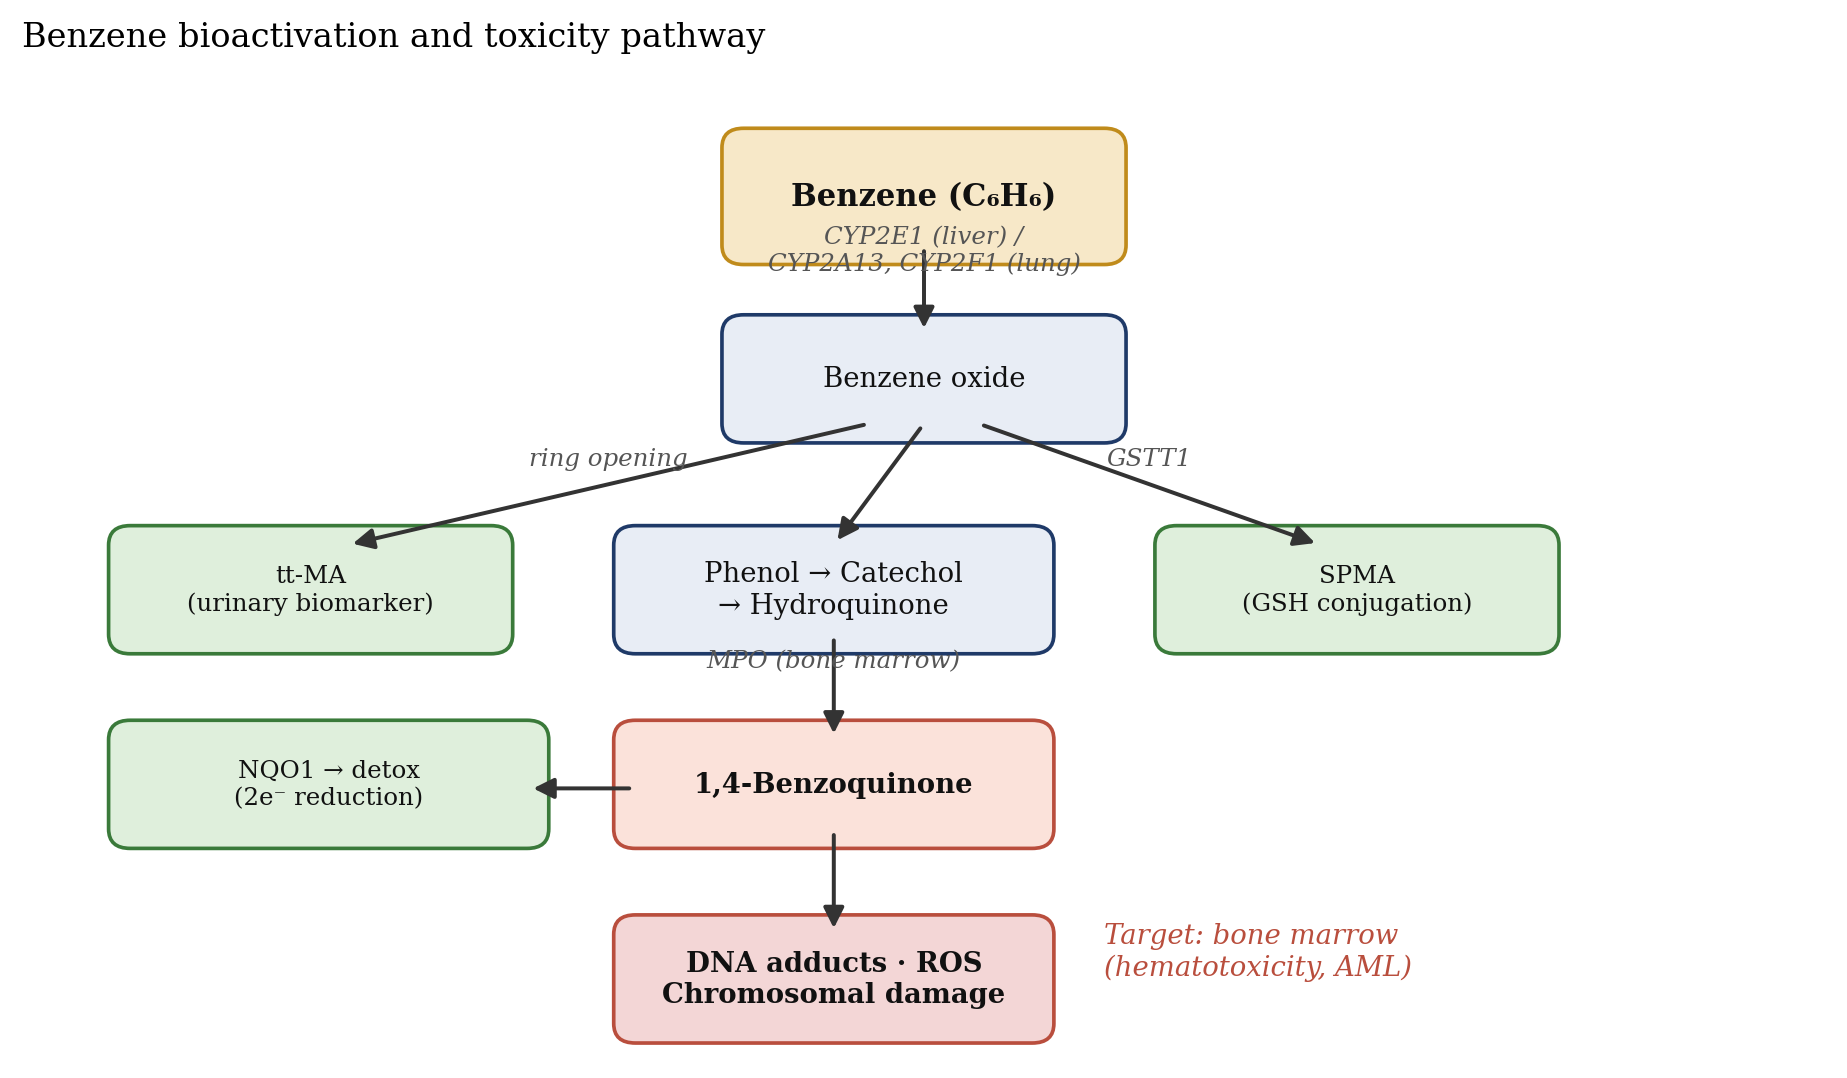 Benzene bioactivation and toxicity pathway
Benzene (C₆H₆)
CYP2E1 (liver) /
CYP2A13, CYP2F1 (lung)
Benzene oxide
ring opening
GSTT1
tt-MA
(urinary biomarker)
Phenol → Catechol
→ Hydroquinone
SPMA
(GSH conjugation)
MPO (bone marrow)
NQO1 → detox
(2e⁻ reduction)
1,4-Benzoquinone
DNA adducts · ROS
Chromosomal damage
Target: bone marrow
(hematotoxicity, AML)